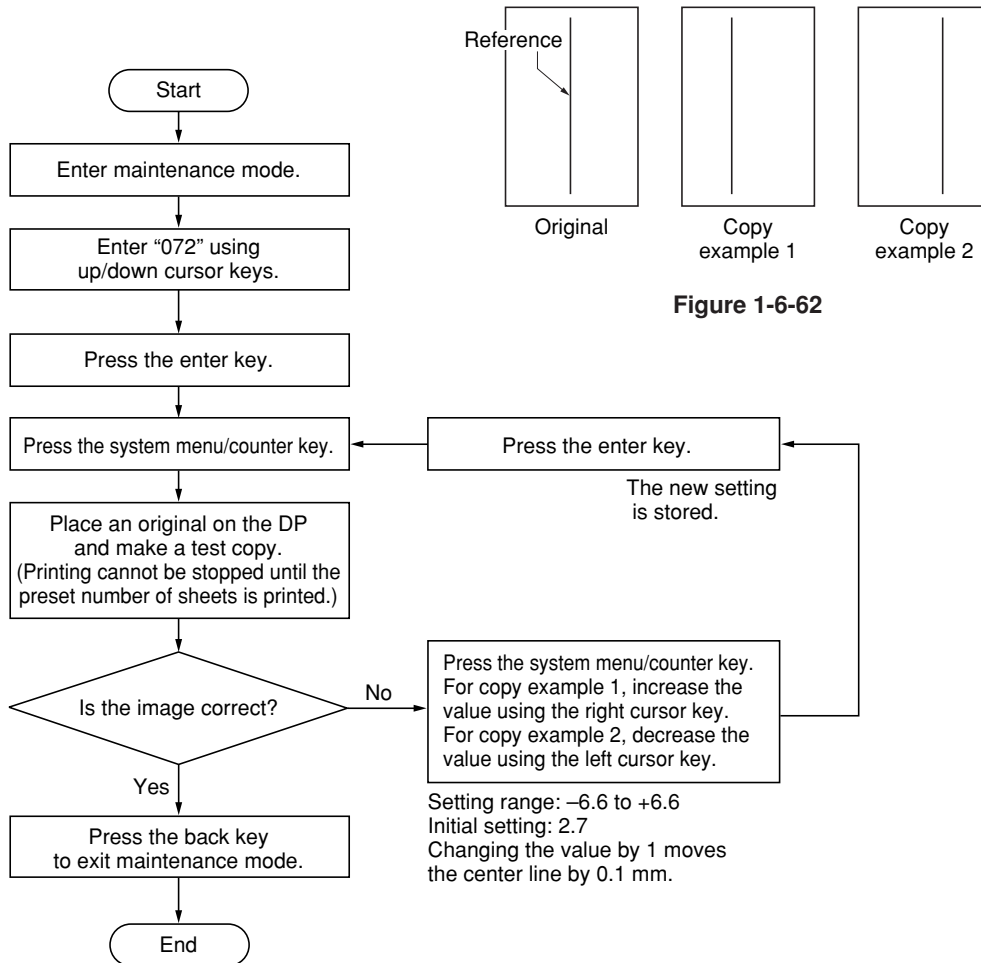 Start
Enter maintenance mode.
Enter “072” using
up/down cursor keys.
Press the enter key.
Press the system menu/counter key.
Place an original on the DP
and make a test copy.
(Printing cannot be stopped until the
preset number of sheets is printed.)
Is the image correct?
No
Yes
Press the back key
to exit maintenance mode.
End
Press the system menu/counter key.
For copy example 1, increase the
value using the right cursor key.
For copy example 2, decrease the
value using the left cursor key.
Setting range: –6.6 to +6.6
Initial setting: 2.7
Changing the value by 1 moves
the center line by 0.1 mm.
Press the enter key.
The new setting
is stored.
Reference
Original
Copy
example 1
Copy
example 2
Figure 1-6-62